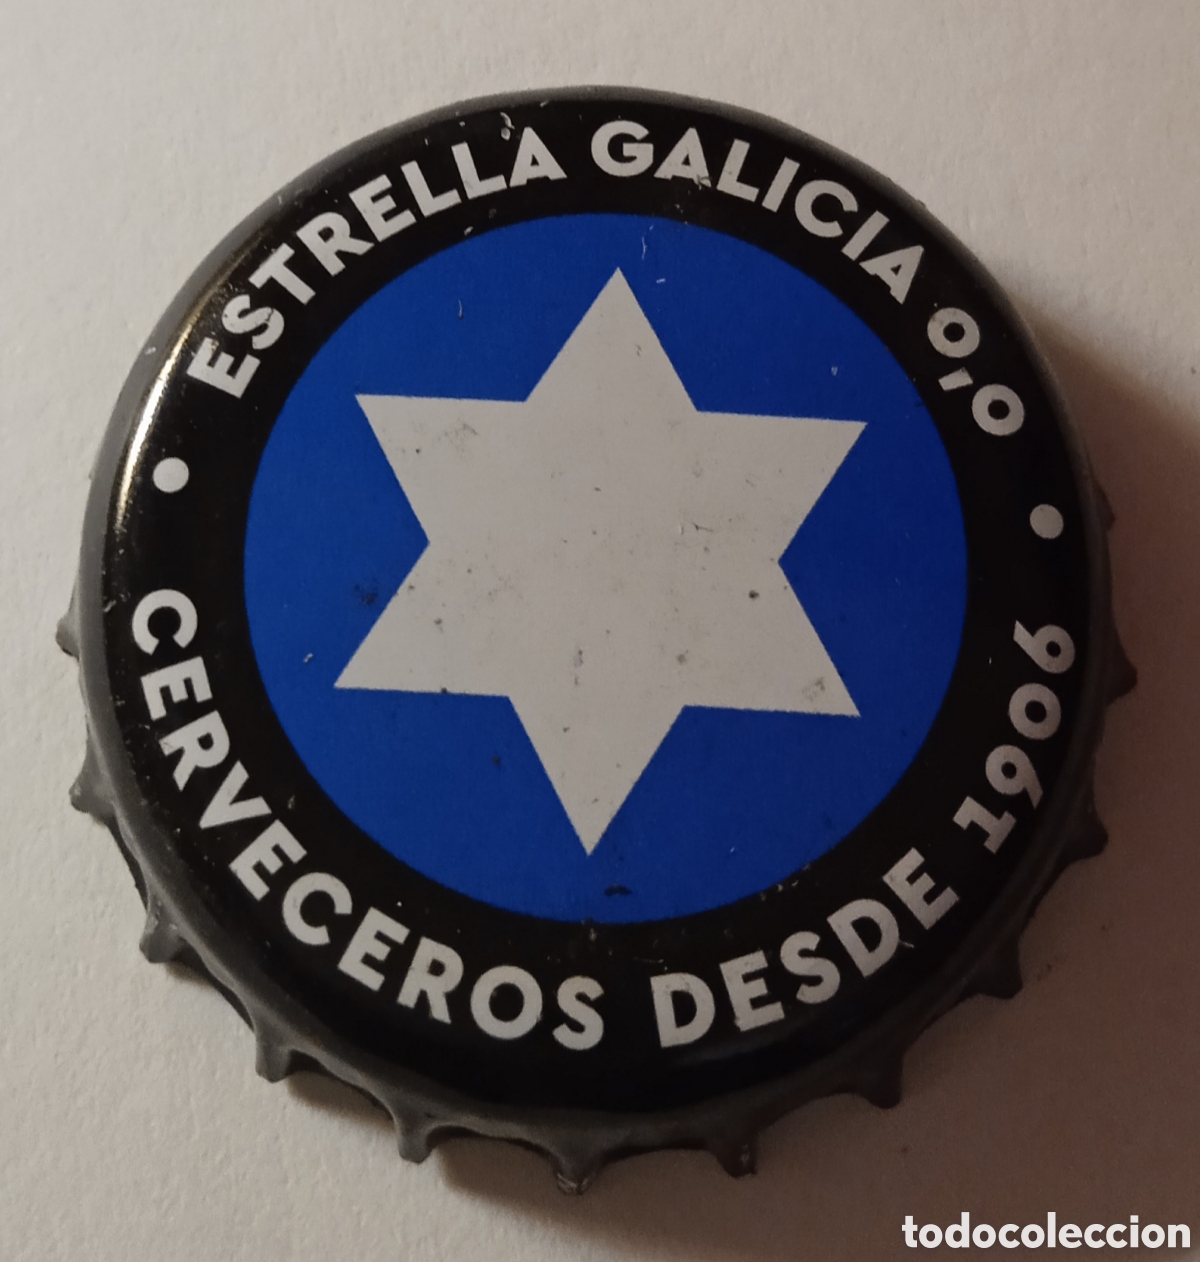 • ESTRELLA GALICIA 0,0 •
CERVECEROS DESDE 1906
todocoleccion